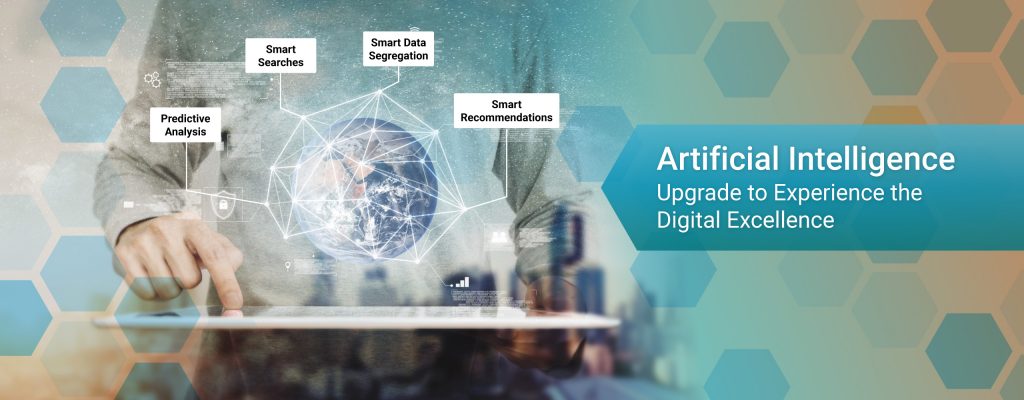 Smart
Searches
Smart Data
Segregation
Smart
Recommendations
Predictive
Analysis
Artificial Intelligence
Upgrade to Experience the
Digital Excellence